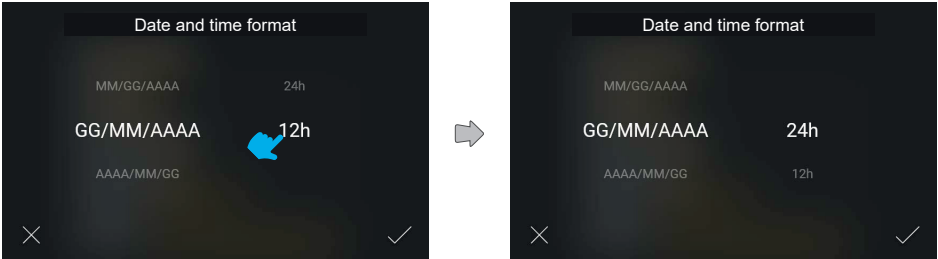 Date and time format
MM/GG/AAAA 24h
GG/MM/AAAA 12h
AAAA/MM/GG
Date and time format
MM/GG/AAAA
GG/MM/AAAA 24h
AAAA/MM/GG 12h